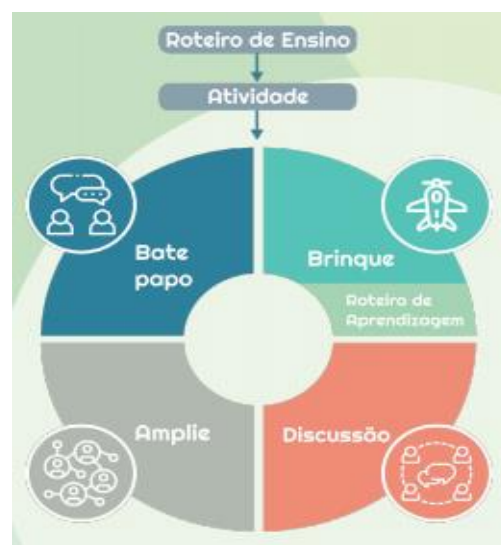 Roteiro de Ensino
Atividade
Bate
papo
Brinque
Roteiro de
Aprendizagem
Amplie
Discussão